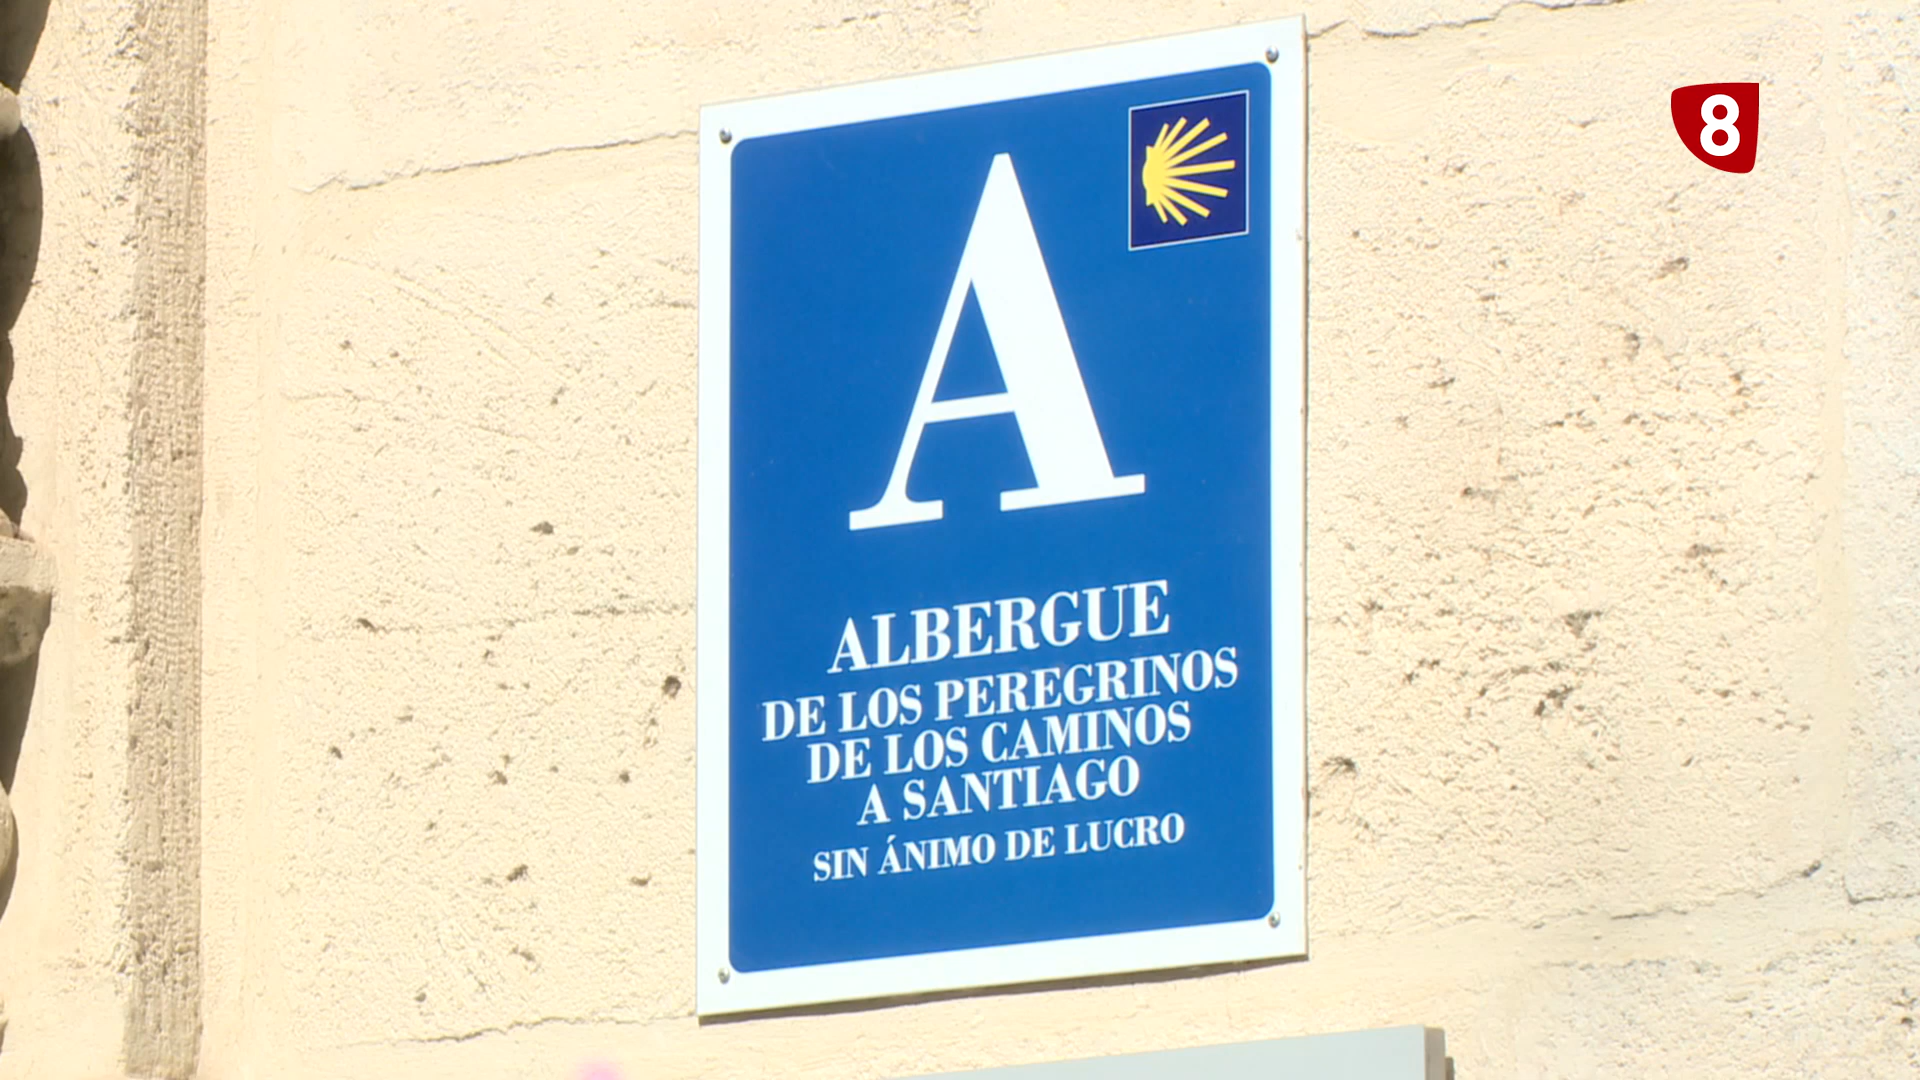 8
A
ALBERGUE
DE LOS PEREGRINOS
DE LOS CAMINOS
A SANTIAGO
SIN ÁNIMO DE LUCRO